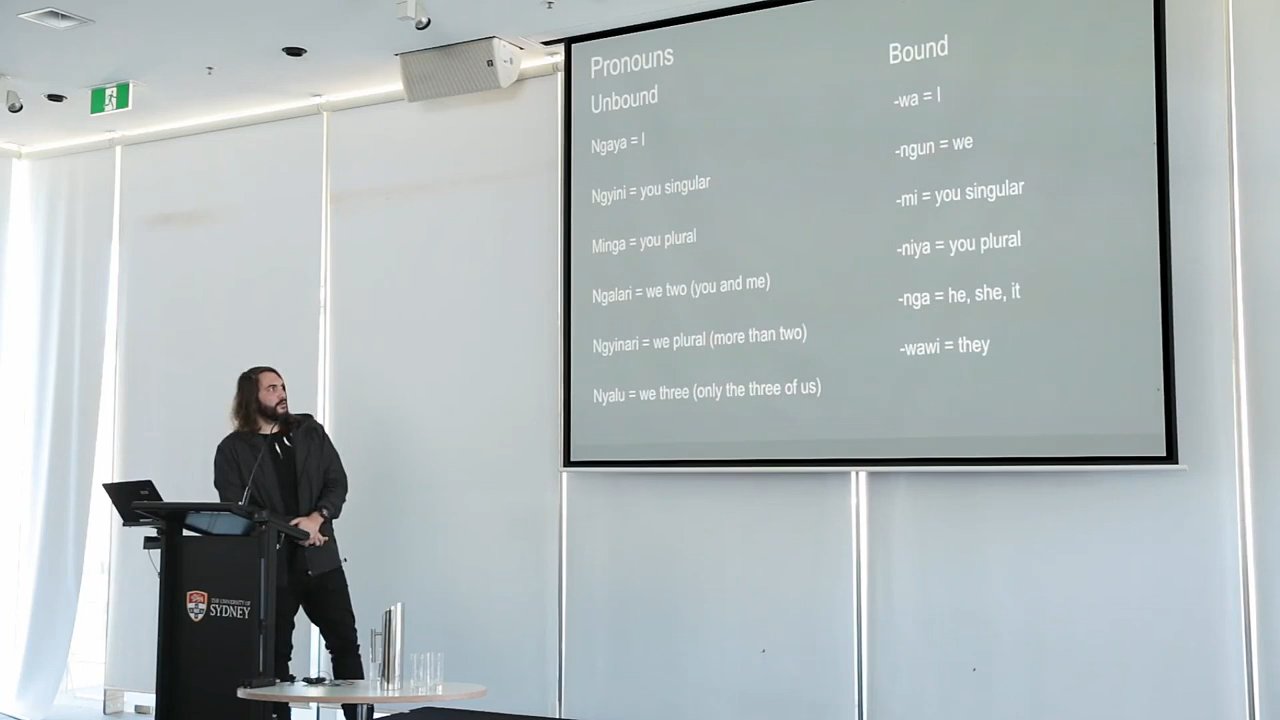 Pronouns
Unbound
Ngaya = I
Ngyini = you singular
Minga = you plural
Ngalari = we two (you and me)
Ngyinari = we plural (more than two)
Nyalu = we three (only the three of us)
Bound
-wa = I
-ngun = we
-mi = you singular
-niya = you plural
-nga = he, she, it
-wawi = they
THE UNIVERSITY OF
SYDNEY